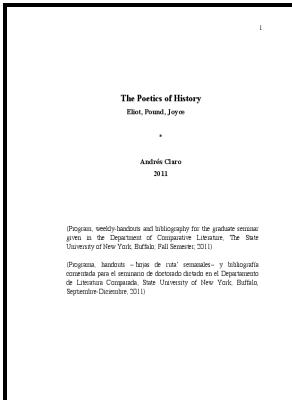 1
The Poetics of History
Eliot, Pound, Joyce
*
Andrés Claro
2011
(Program, weekly-handouts and bibliography for the graduate seminar
given in the Department of Comparative Literature, The State
University of New York, Buffalo, Fall Semester, 2011)
(Programa, handouts –'hojas de ruta' semanales– y bibliografía
comentada para el seminario de doctorado dictado en el Departamento
de Literatura Comparada, State University of New York, Buffalo,
Septiembre-Diciembre, 2011)